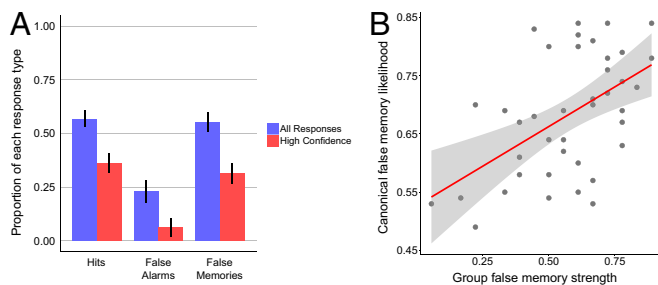 A
Proportion of each response type
1.00
0.75
0.50
0.25
0.00
Hits
False
Alarms
False
Memories
All Responses
High Confidence
B
Canonical false memory likelihood
0.85
0.75
0.65
0.55
0.45
0.25
0.50
0.75
Group false memory strength